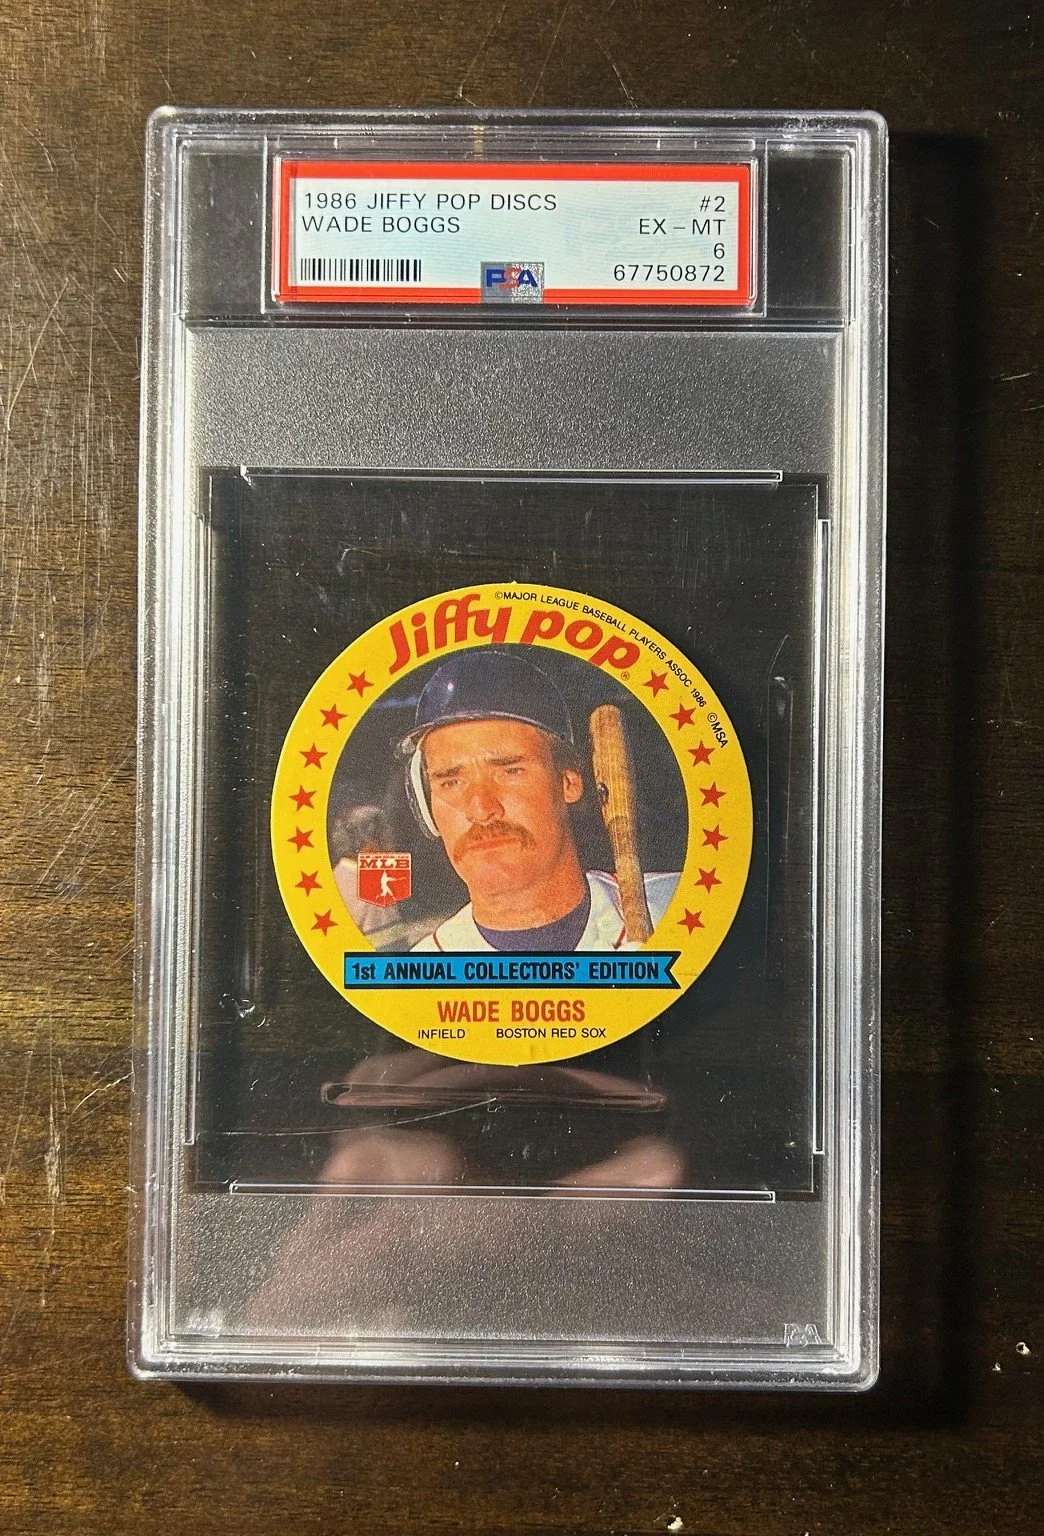 1986 JIFFY POP DISCS #2
WADE BOGGS EX - MT
6
67750872
PSA
©MAJOR LEAGUE BASEBALL PLAYERS ASSOC 1986 ©MSA
Jiffy pop®
MLB
1st ANNUAL COLLECTORS' EDITION
WADE BOGGS
INFIELD BOSTON RED SOX
PSA